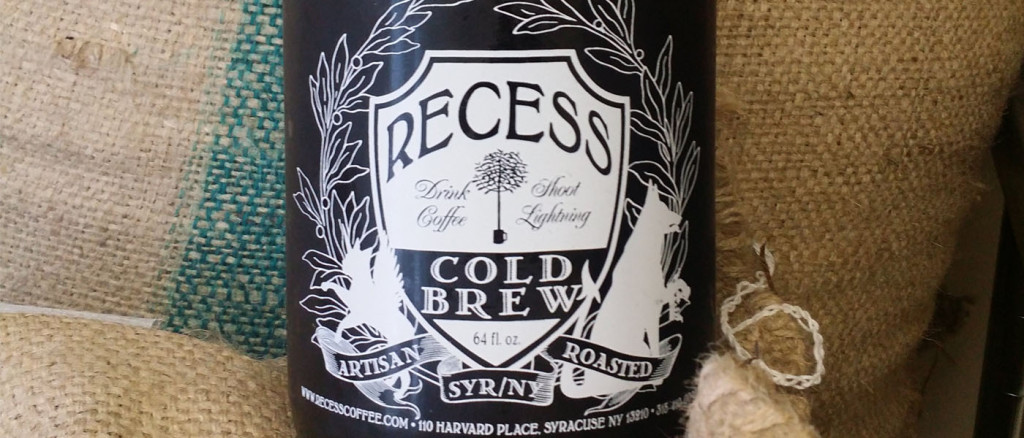 RECESS
Drink Shoot
Coffee Lightning
COLD
BREW
64 fl. oz.
ARTISAN ROASTED
SYR/NY
WWW.RECESSCOFFEE.COM • 110 HARVARD PLACE, SYRACUSE NY 13210 •